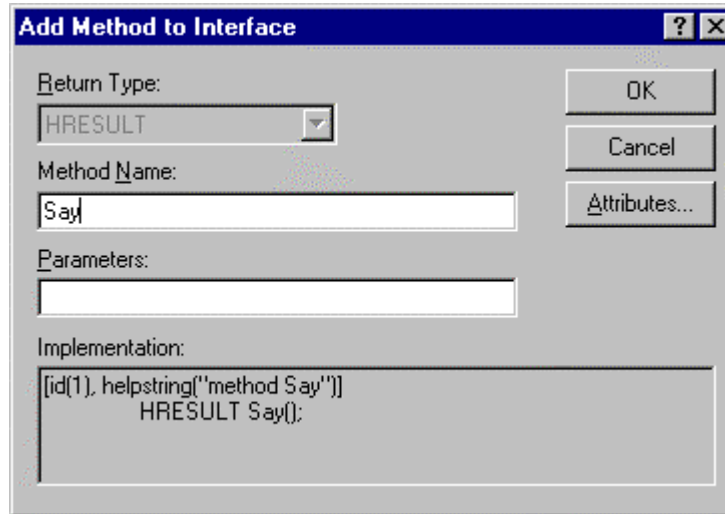 Add Method to Interface
Return Type:
HRESULT
Method Name:
Say
Parameters:
Implementation:
[id(1), helpstring("method Say")]
HRESULT Say();
OK
Cancel
Attributes...